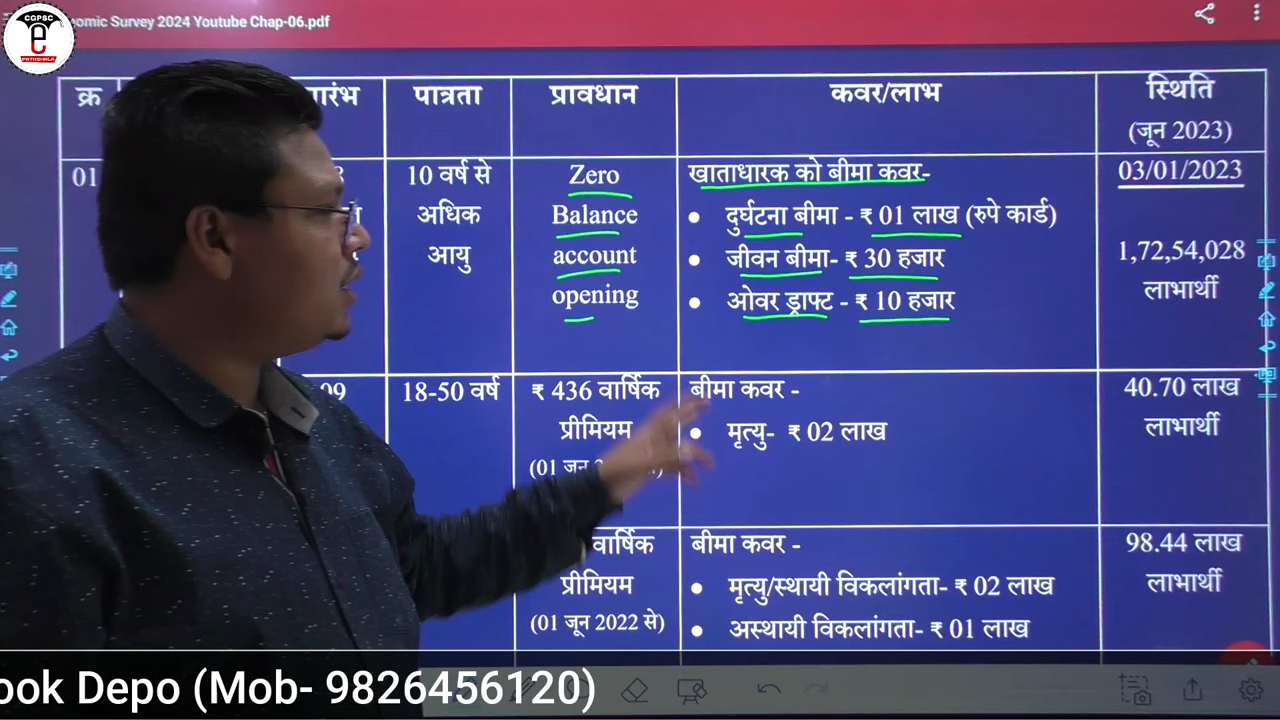 CGPSC
e
PATHSHALA
omic Survey 2024 Youtube Chap-06.pdf
क्र
पात्रता
प्रावधान
कवर/लाभ
स्थिति
(जून 2023)
01
10 वर्ष से
अधिक
आयु
Zero
Balance
account
opening
खाताधारक को बीमा कवर-
• दुर्घटना बीमा - ₹ 01 लाख (रुपे कार्ड)
• जीवन बीमा- ₹ 30 हजार
• ओवर ड्राफ्ट - ₹ 10 हजार
03/01/2023
1,72,54,028
लाभार्थी
09
18-50 वर्ष
₹ 436 वार्षिक
प्रीमियम
(01 जून
बीमा कवर -
• मृत्यु- ₹ 02 लाख
40.70 लाख
लाभार्थी
वार्षिक
प्रीमियम
(01 जून 2022 से)
बीमा कवर -
• मृत्यु/स्थायी विकलांगता- ₹ 02 लाख
• अस्थायी विकलांगता- ₹ 01 लाख
98.44 लाख
लाभार्थी
ook Depo (Mob- 9826456120)